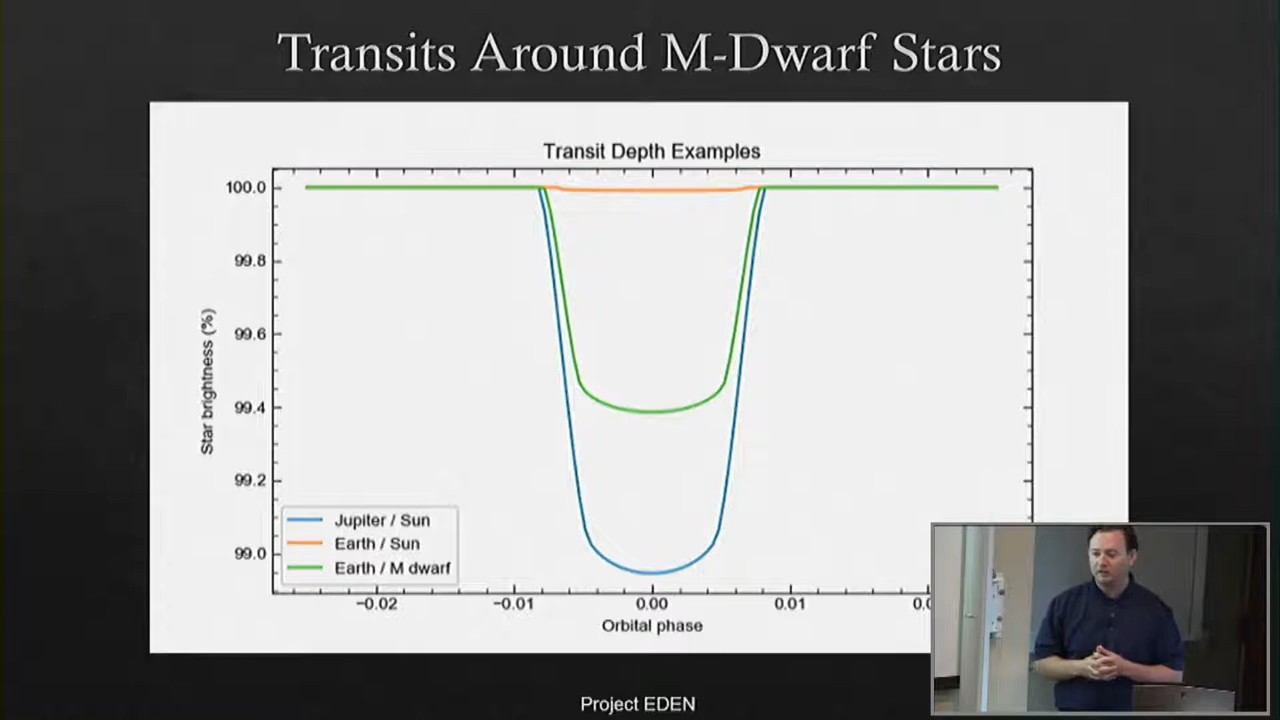 Transits Around M-Dwarf Stars
Transit Depth Examples
100.0
99.8
99.6
99.4
99.2
99.0
Star brightness (%)
Jupiter / Sun
Earth / Sun
Earth / M dwarf
−0.02
−0.01
0.00
0.01
Orbital phase
Project EDEN